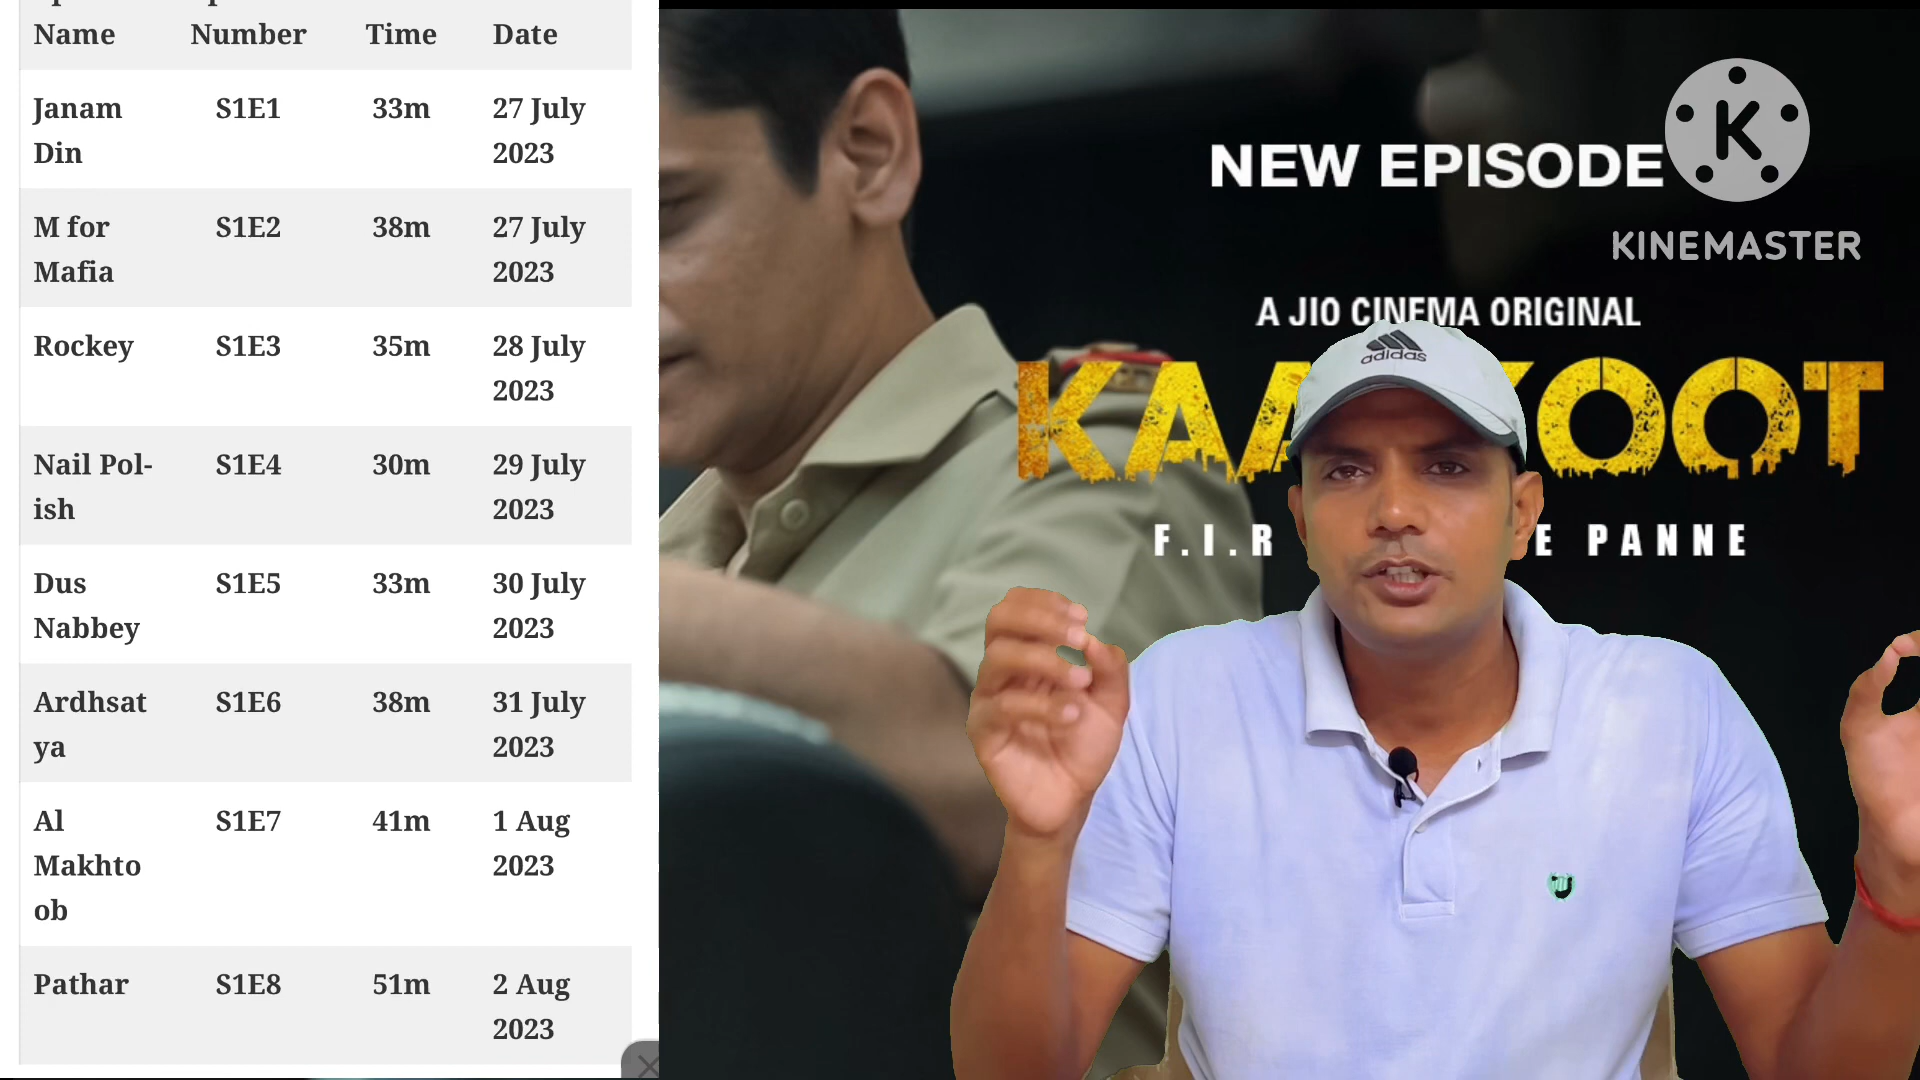 Name Number Time Date
Janam S1E1 33m 27 July
Din 2023
M for S1E2 38m 27 July
Mafia 2023
Rockey S1E3 35m 28 July
2023
Nail Pol- S1E4 30m 29 July
ish 2023
Dus S1E5 33m 30 July
Nabbey 2023
Ardhsat S1E6 38m 31 July
ya 2023
Al S1E7 41m 1 Aug
Makhto 2023
ob
Pathar S1E8 51m 2 Aug
2023
NEW EPISODE
K
KINEMASTER
A JIO CINEMA ORIGINAL
KAA OOT
adidas
F.I.R E PANNE